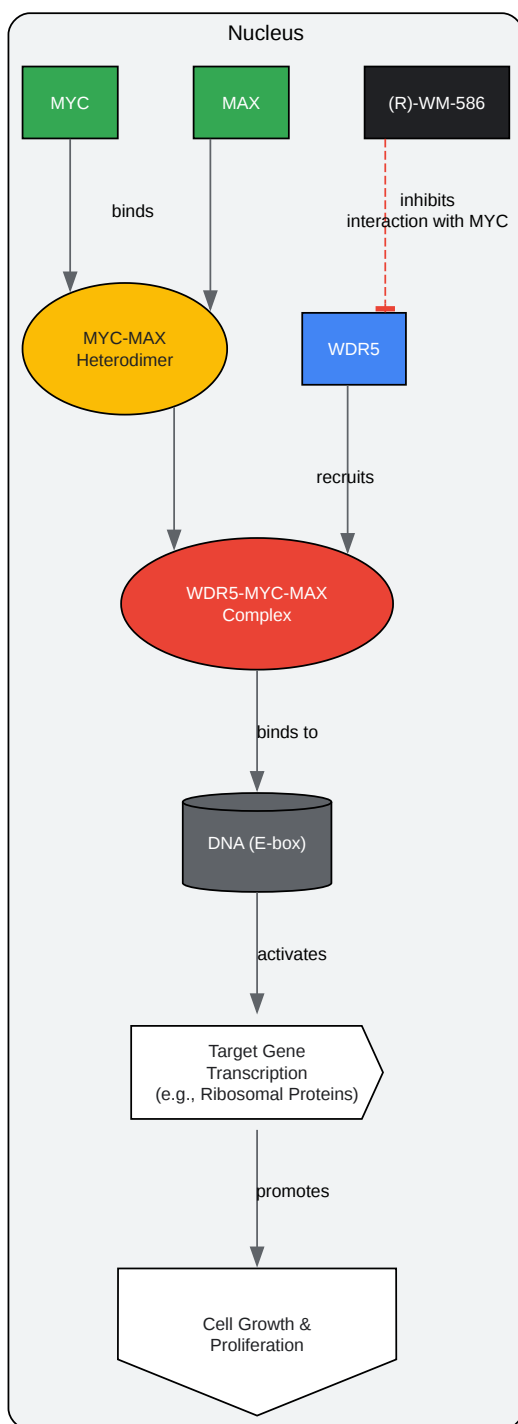 Nucleus
MYC
MAX
(R)-WM-586
binds
inhibits
interaction with MYC
MYC-MAX
Heterodimer
WDR5
recruits
WDR5-MYC-MAX
Complex
binds to
DNA (E-box)
activates
Target Gene
Transcription
(e.g., Ribosomal Proteins)
promotes
Cell Growth &
Proliferation